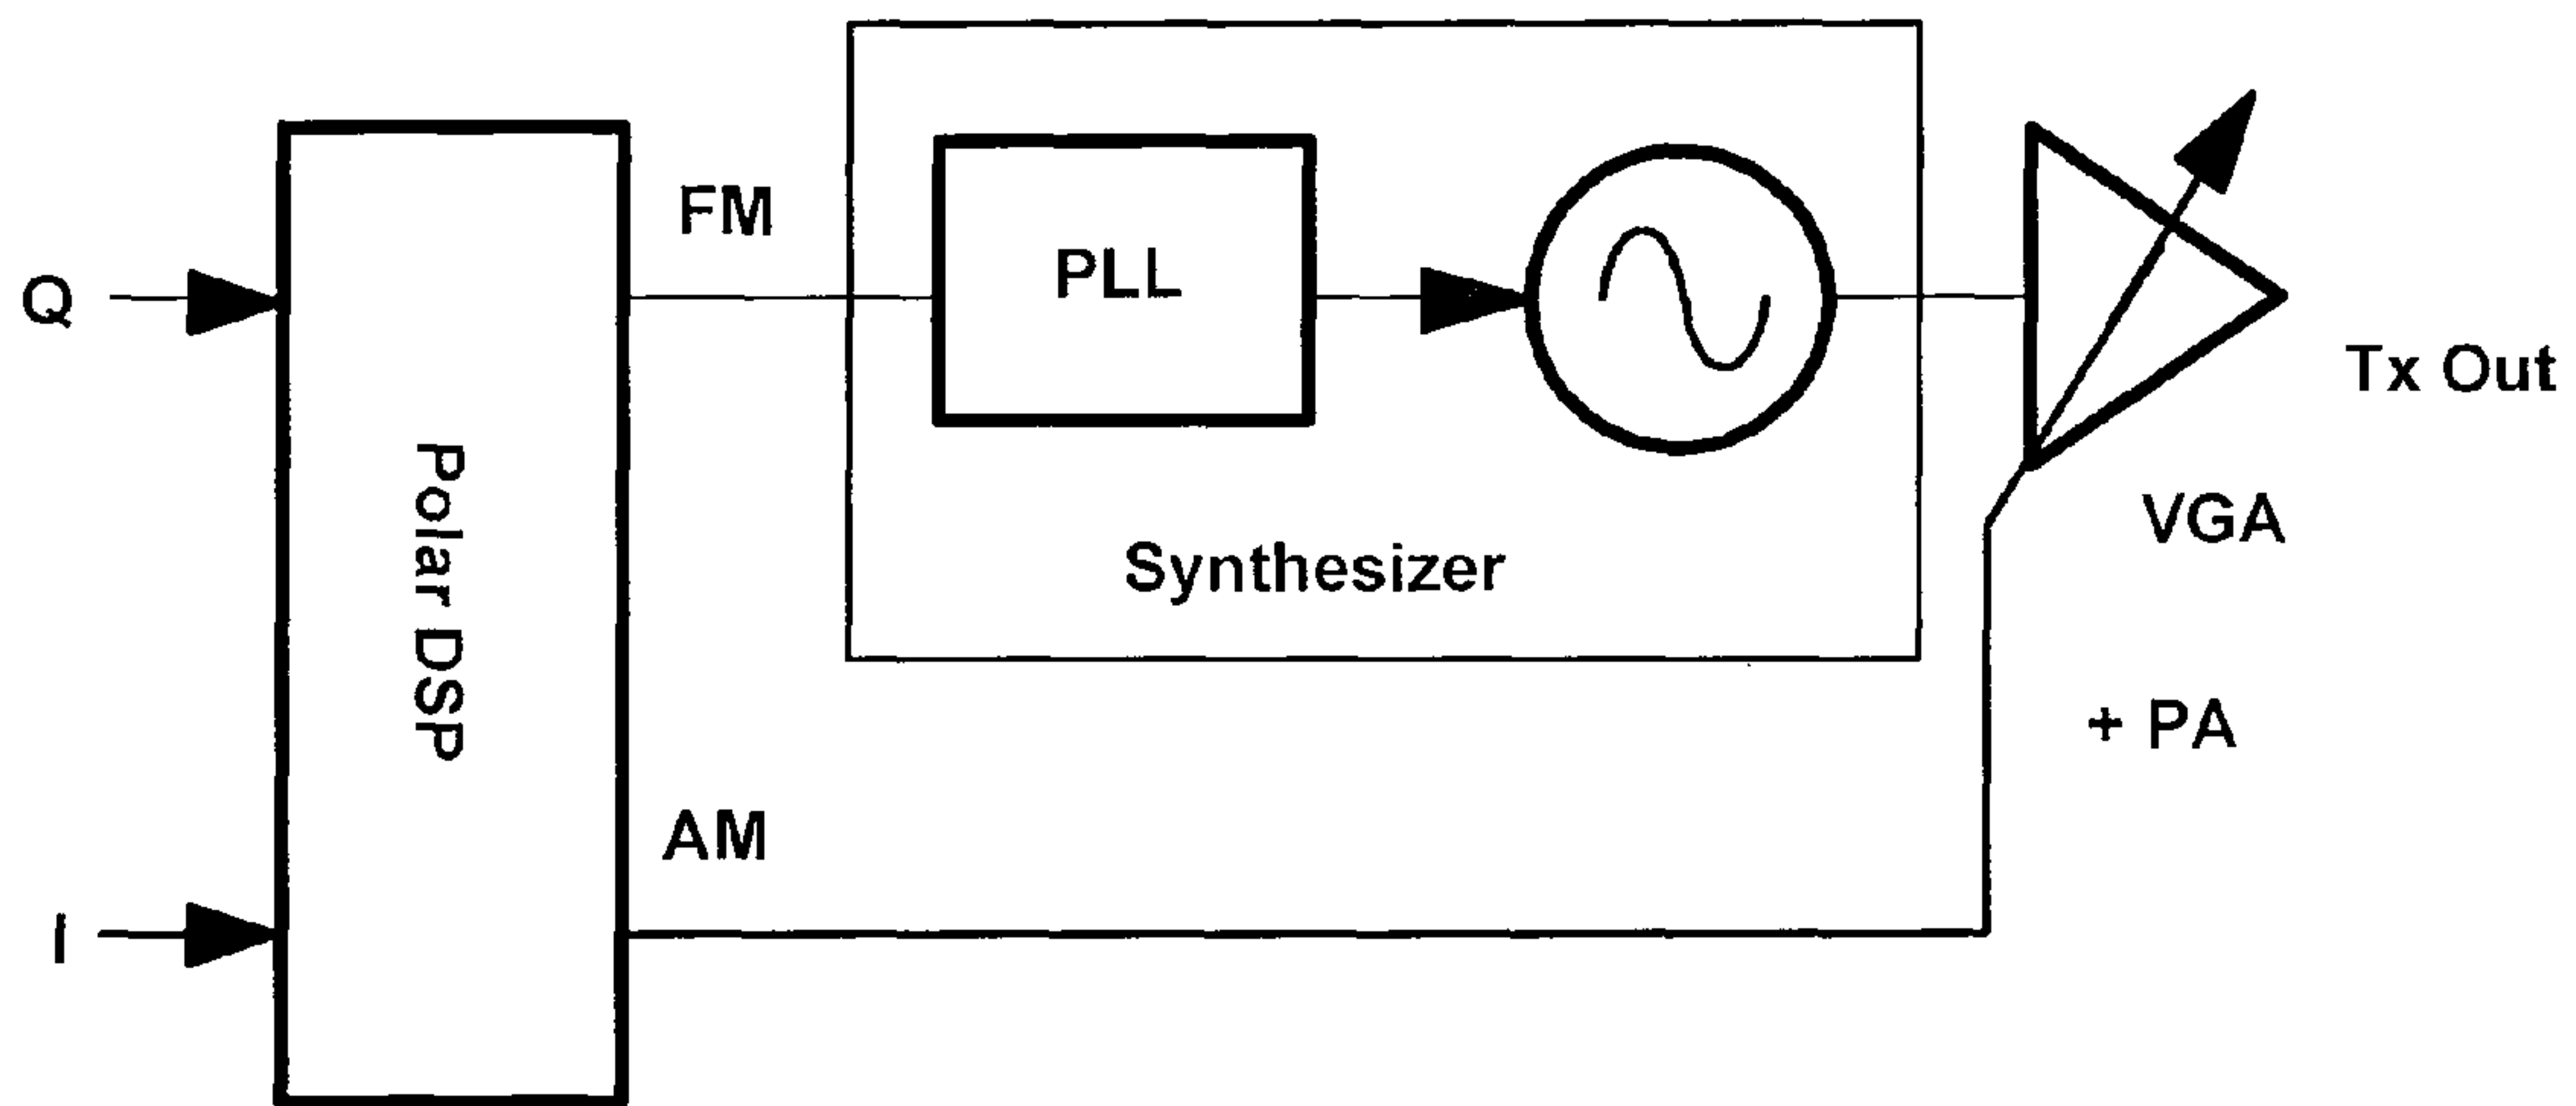 FM
PLL
Q
Tx Out
Polar DSP
VGA
Synthesizer
+ PA
AM
I